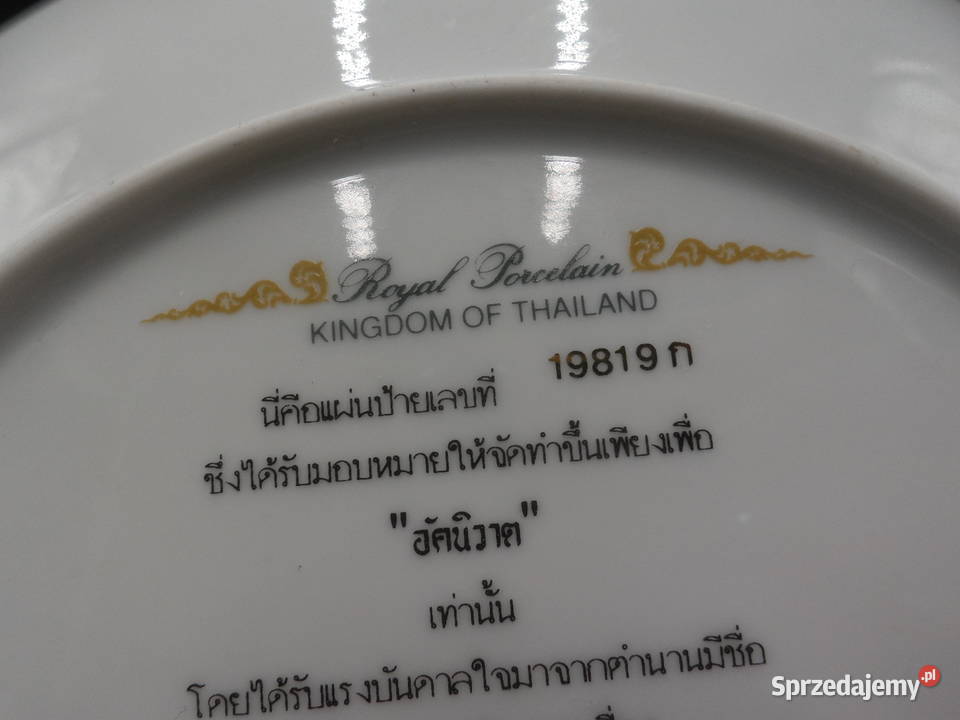 Royal Porcelain
KINGDOM OF THAILAND
นี่คือแผ่นป้ายเลขที่ 19819 ก
ซึ่งได้รับมอบหมายให้จัดทำขึ้นเพียงเพื่อ
"อัคนิวาต"
เท่านั้น
โดยได้รับแรงบันดาลใจมาจากตำนานมีชื่อ
Sprzedajemy.pl